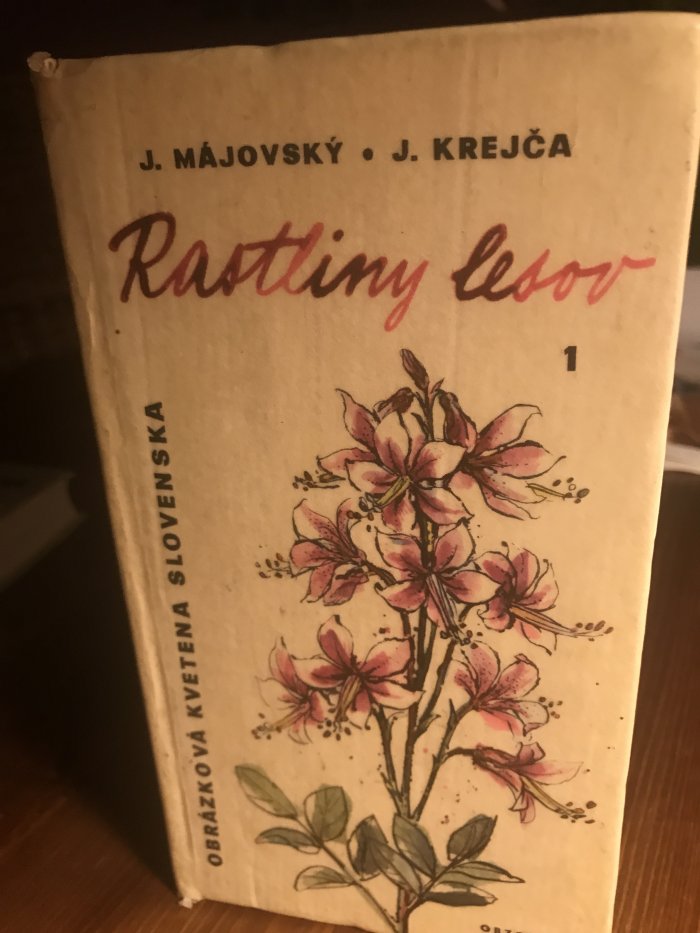 J. MÁJOVSKÝ • J. KREJČA
Rastliny lesov
1
OBRÁZKOVÁ KVETENA SLOVENSKA